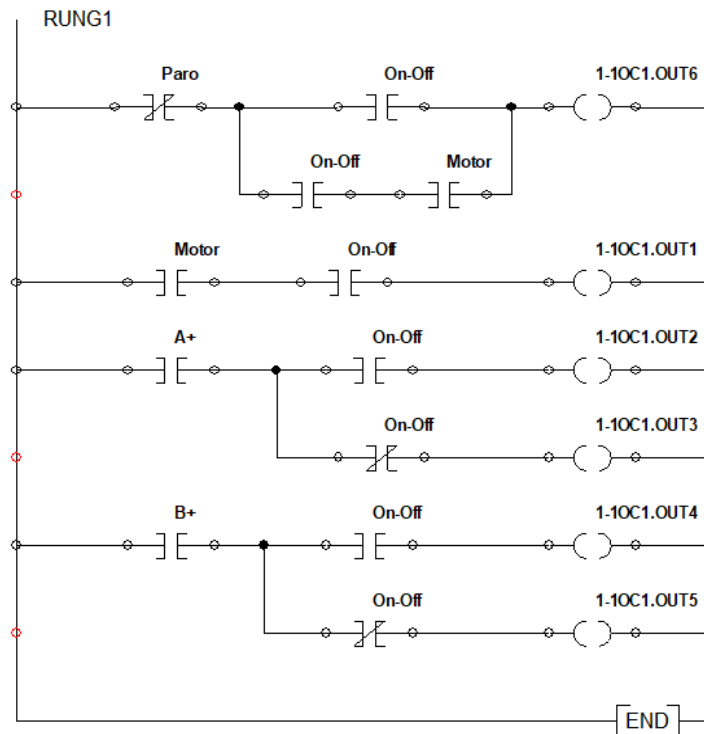 RUNG1
Paro On-Off 1-1OC1.OUT6
On-Off Motor
Motor On-Off 1-1OC1.OUT1
A+ On-Off 1-1OC1.OUT2
On-Off 1-1OC1.OUT3
B+ On-Off 1-1OC1.OUT4
On-Off 1-1OC1.OUT5
END